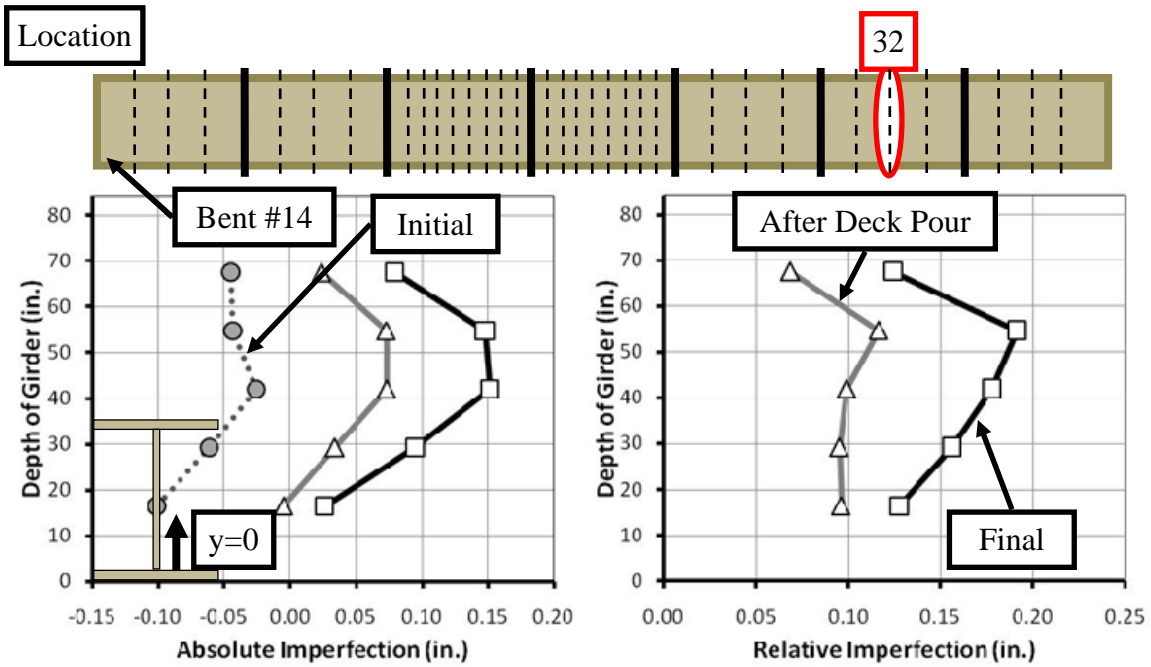 Location
32
Bent #14
Initial
After Deck Pour
Depth of Girder (in.)
80
70
60
50
40
30
20
10
0
y=0
-0.15 -0.10 -0.05 0.00 0.05 0.10 0.15 0.20
Absolute Imperfection (in.)
Depth of Girder (in.)
80
70
60
50
40
30
20
10
0
Final
0.00 0.05 0.10 0.15 0.20 0.25
Relative Imperfection (in.)